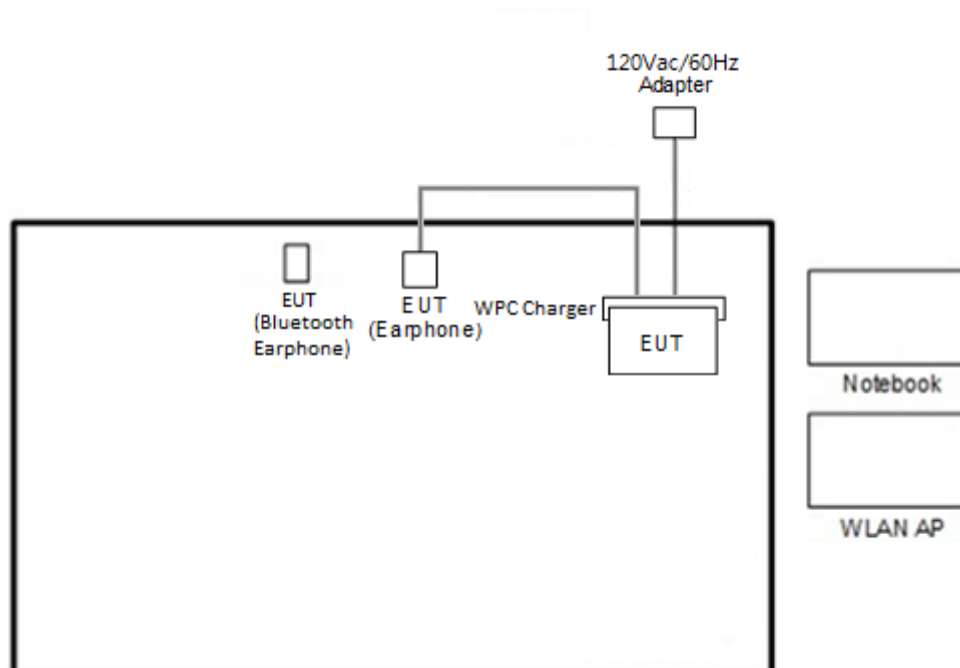 120Vac/60Hz
Adapter
EUT
(Bluetooth
Earphone)
EUT
(Earphone)
WPC Charger
EUT
Notebook
WLAN AP